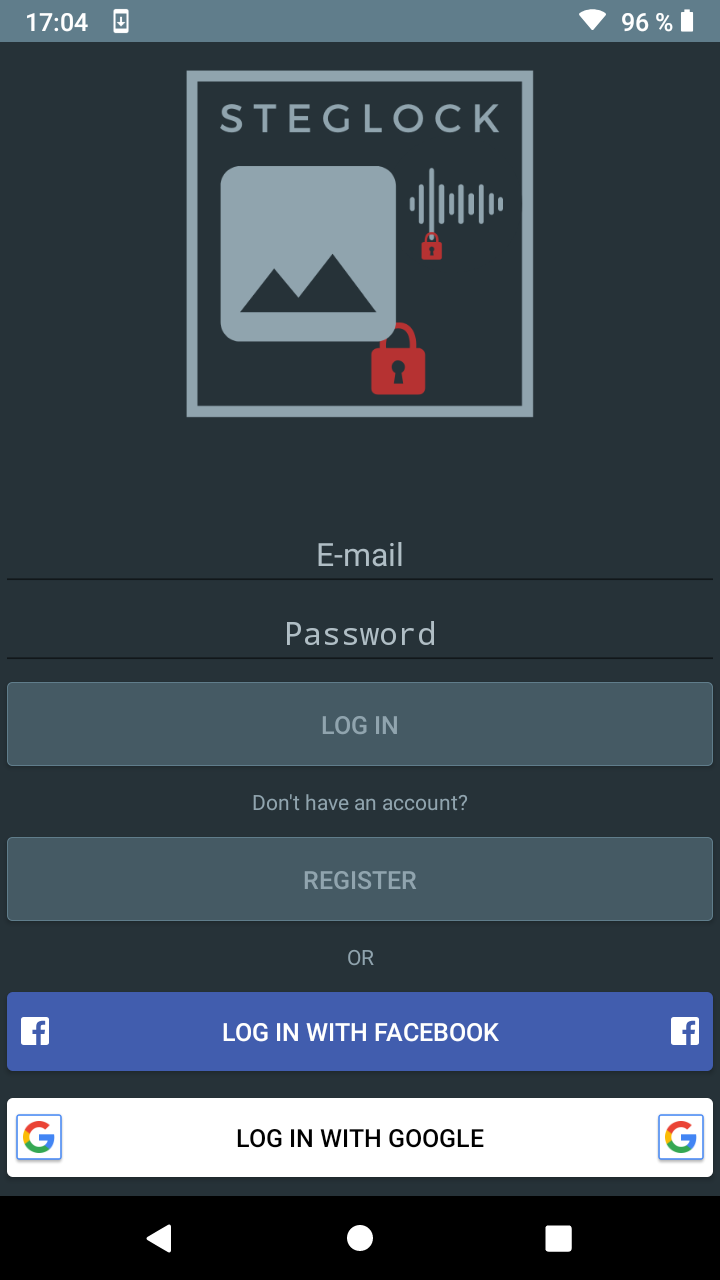 17:04
96 %
STEGLOCK
E-mail
Password
LOG IN
Don't have an account?
REGISTER
OR
LOG IN WITH FACEBOOK
LOG IN WITH GOOGLE